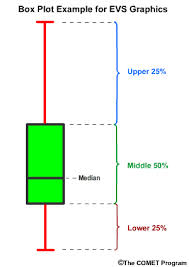 Box Plot Example for EVS Graphics
Upper 25%
Middle 50%
Median
Lower 25%
©The COMET Program